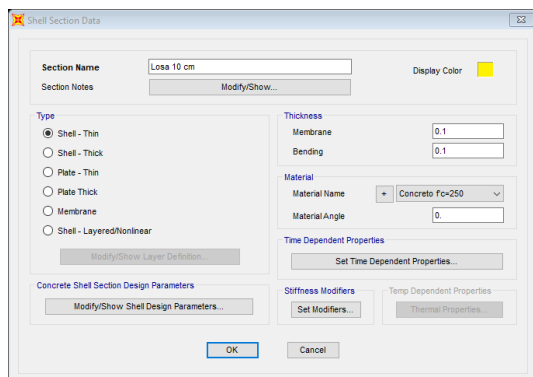 Shell Section Data
Section Name Losa 10 cm Display Color
Section Notes Modify/Show...
Type
Shell - Thin
Shell - Thick
Plate - Thin
Plate Thick
Membrane
Shell - Layered/Nonlinear
Modify/Show Layer Definition...
Concrete Shell Section Design Parameters
Modify/Show Shell Design Parameters...
Thickness
Membrane 0.1
Bending 0.1
Material
Material Name + Concreto f'c=250
Material Angle 0.
Time Dependent Properties
Set Time Dependent Properties...
Stiffness Modifiers
Set Modifiers...
Temp Dependent Properties
Thermal Properties...
OK Cancel